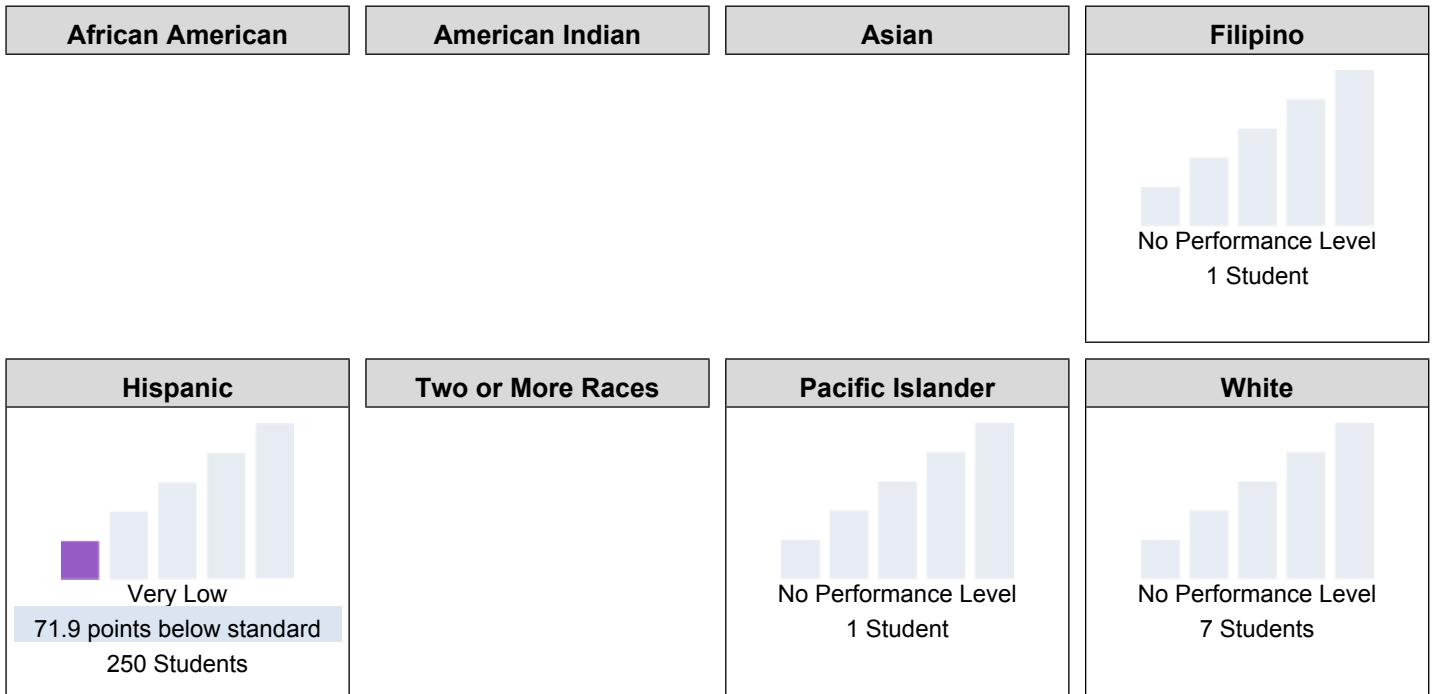 African American
American Indian
Asian
Filipino
No Performance Level
1 Student
Hispanic
Two or More Races
Pacific Islander
White
Very Low
71.9 points below standard
250 Students
No Performance Level
1 Student
No Performance Level
7 Students